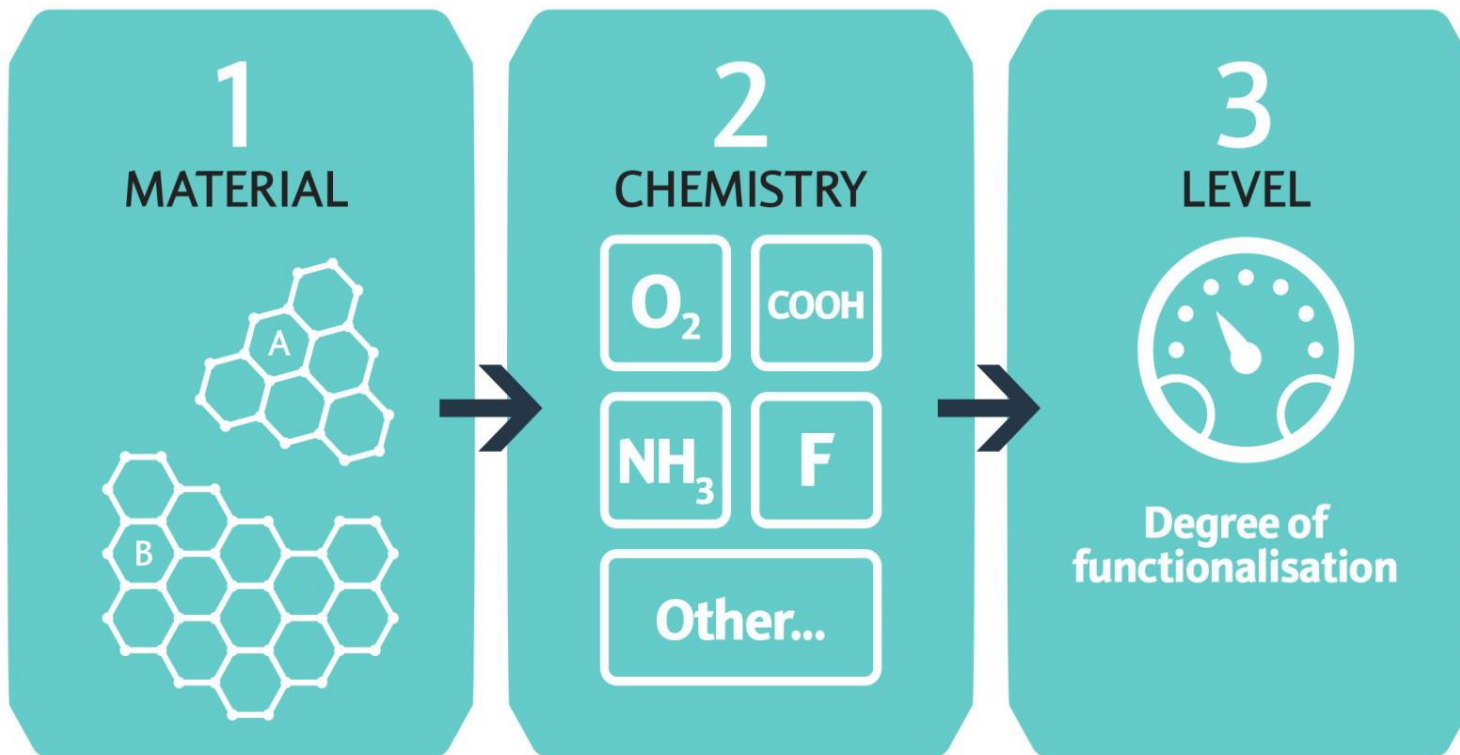 1
MATERIAL
A
B
2
CHEMISTRY
O₂
COOH
NH₃
F
Other...
3
LEVEL
Degree of
functionalisation